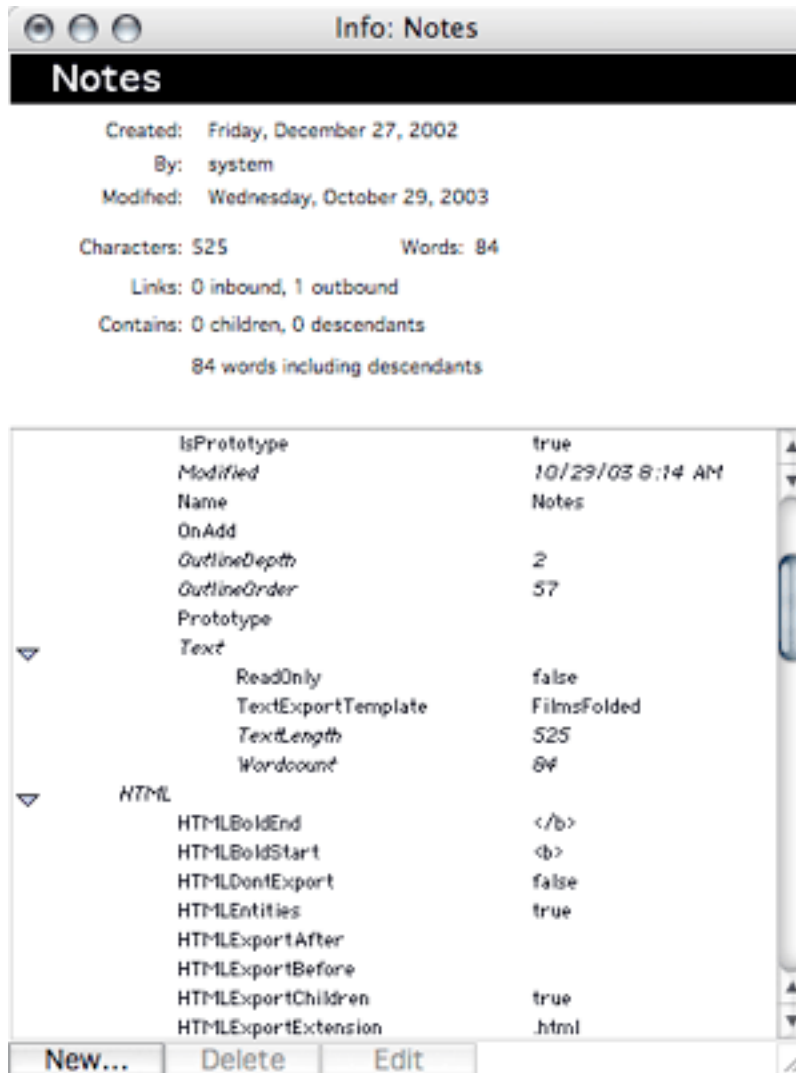 Info: Notes
Notes
Created: Friday, December 27, 2002
By: system
Modified: Wednesday, October 29, 2003
Characters: 525 Words: 84
Links: 0 inbound, 1 outbound
Contains: 0 children, 0 descendants
84 words including descendants
IsPrototype true
Modified 10/29/03 8:14 AM
Name Notes
OnAdd
OutlineDepth 2
OutlineOrder 57
Prototype
Text
ReadOnly false
TextExportTemplate FilmsFolded
TextLength 525
Wordcount 84
HTML
HTMLBoldEnd </b>
HTMLBoldStart <b>
HTMLDontExport false
HTMLEntities true
HTMLExportAfter
HTMLExportBefore
HTMLExportChildren true
HTMLExportExtension .html
New... Delete Edit